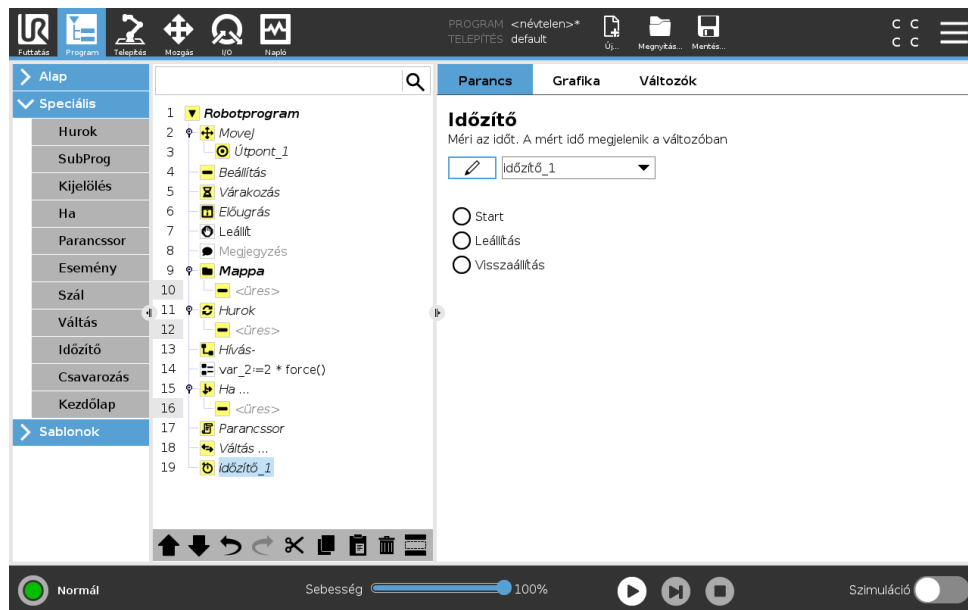 PROGRAM <névtelen>*
TELEPÍTÉS default
Futtatás
Program
Telepítés
Mozgás
I/O
Napló
Új...
Megnyitás...
Mentés...
C C
C C
Alap
Speciális
Hurok
SubProg
Kijelölés
Ha
Parancssor
Esemény
Szál
Váltás
Időzítő
Csavarozás
Kezdőlap
Sablonok
1 Robotprogram
2 MoveJ
3 Útpont_1
4 Beállítás
5 Várakozás
6 Előugrás
7 Leállít
8 Megjegyzés
9 Mappa
10 <üres>
11 Hurok
12 <üres>
13 Hívás-
14 var_2≔2 * force()
15 Ha ...
16 <üres>
17 Parancssor
18 Váltás ...
19 időzítő_1
Parancs
Grafika
Változók
Időzítő
Méri az időt. A mért idő megjelenik a változóban
időzítő_1
Start
Leállítás
Visszaállítás
Normál
Sebesség
100%
Szimuláció